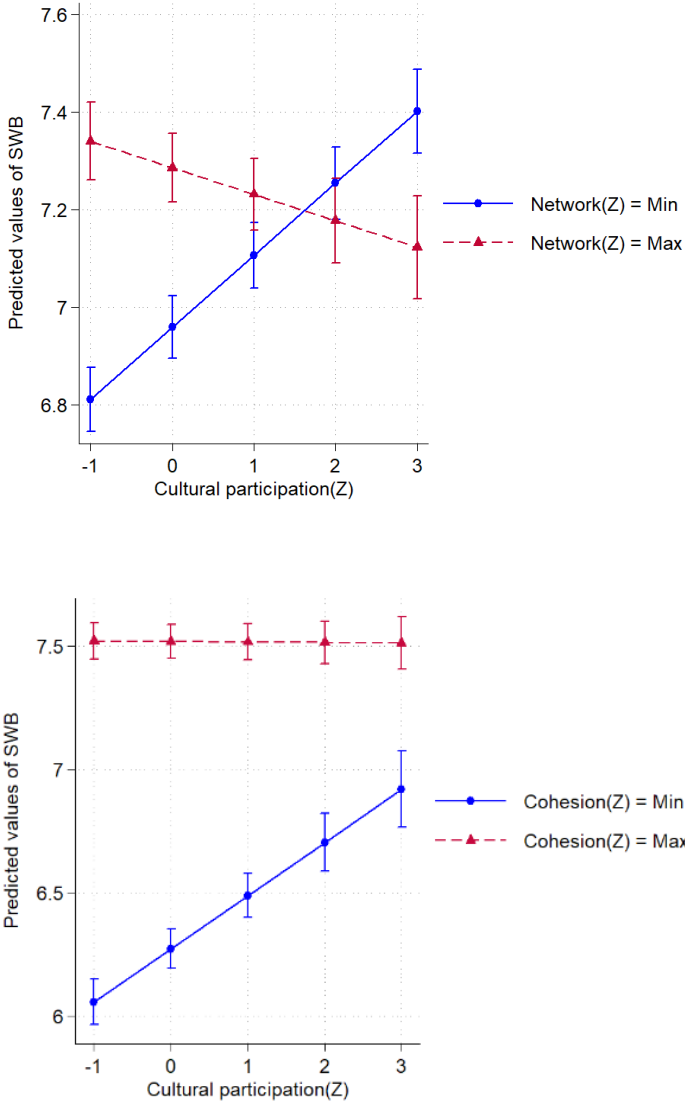 7.6
7.4
7.2
7
6.8
Predicted values of SWB
-1 0 1 2 3
Cultural participation(Z)
Network(Z) = Min
Network(Z) = Max
7.5
7
6.5
6
Predicted values of SWB
-1 0 1 2 3
Cultural participation(Z)
Cohesion(Z) = Min
Cohesion(Z) = Max